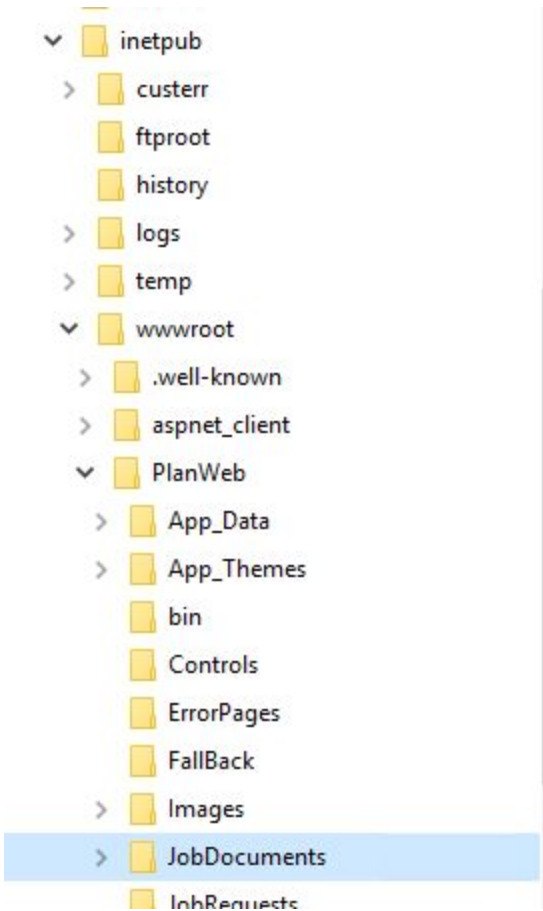 inetpub
custerr
ftproot
history
logs
temp
wwwroot
.well-known
aspnet_client
PlanWeb
App_Data
App_Themes
bin
Controls
ErrorPages
FallBack
Images
JobDocuments
JobRequests